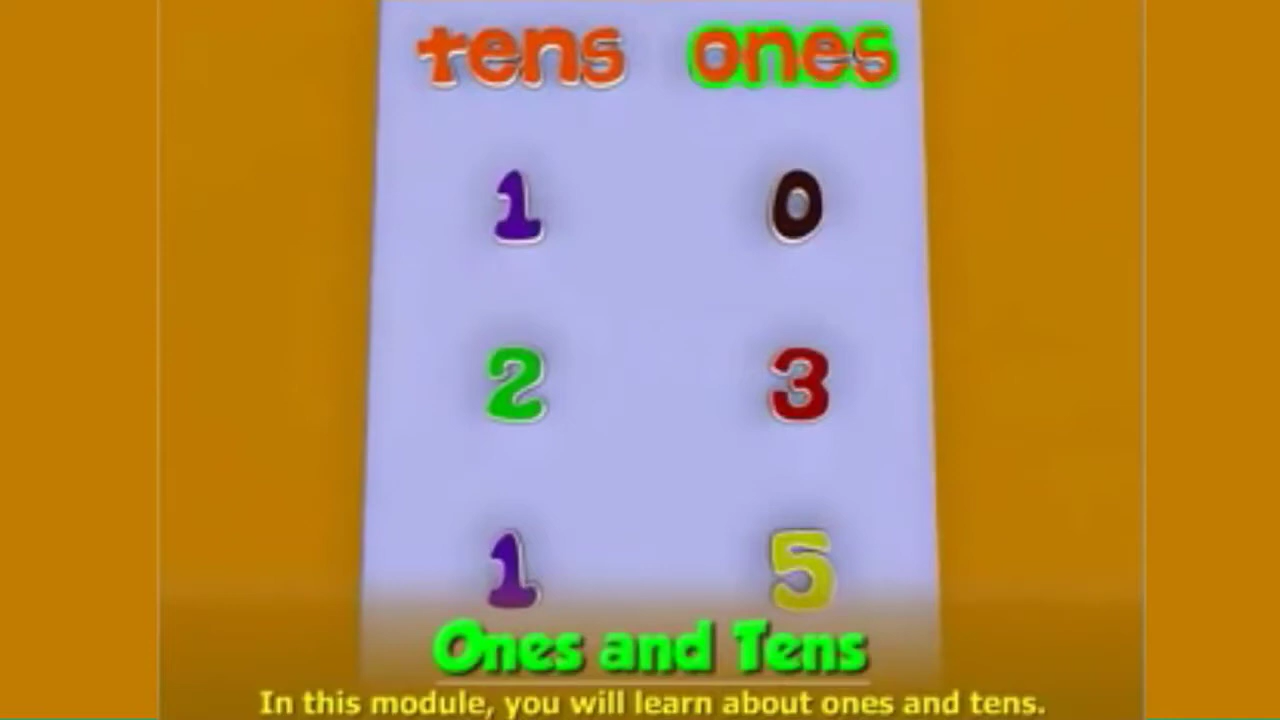 tens ones
1 0
2 3
1 5
Ones and Tens
In this module, you will learn about ones and tens.